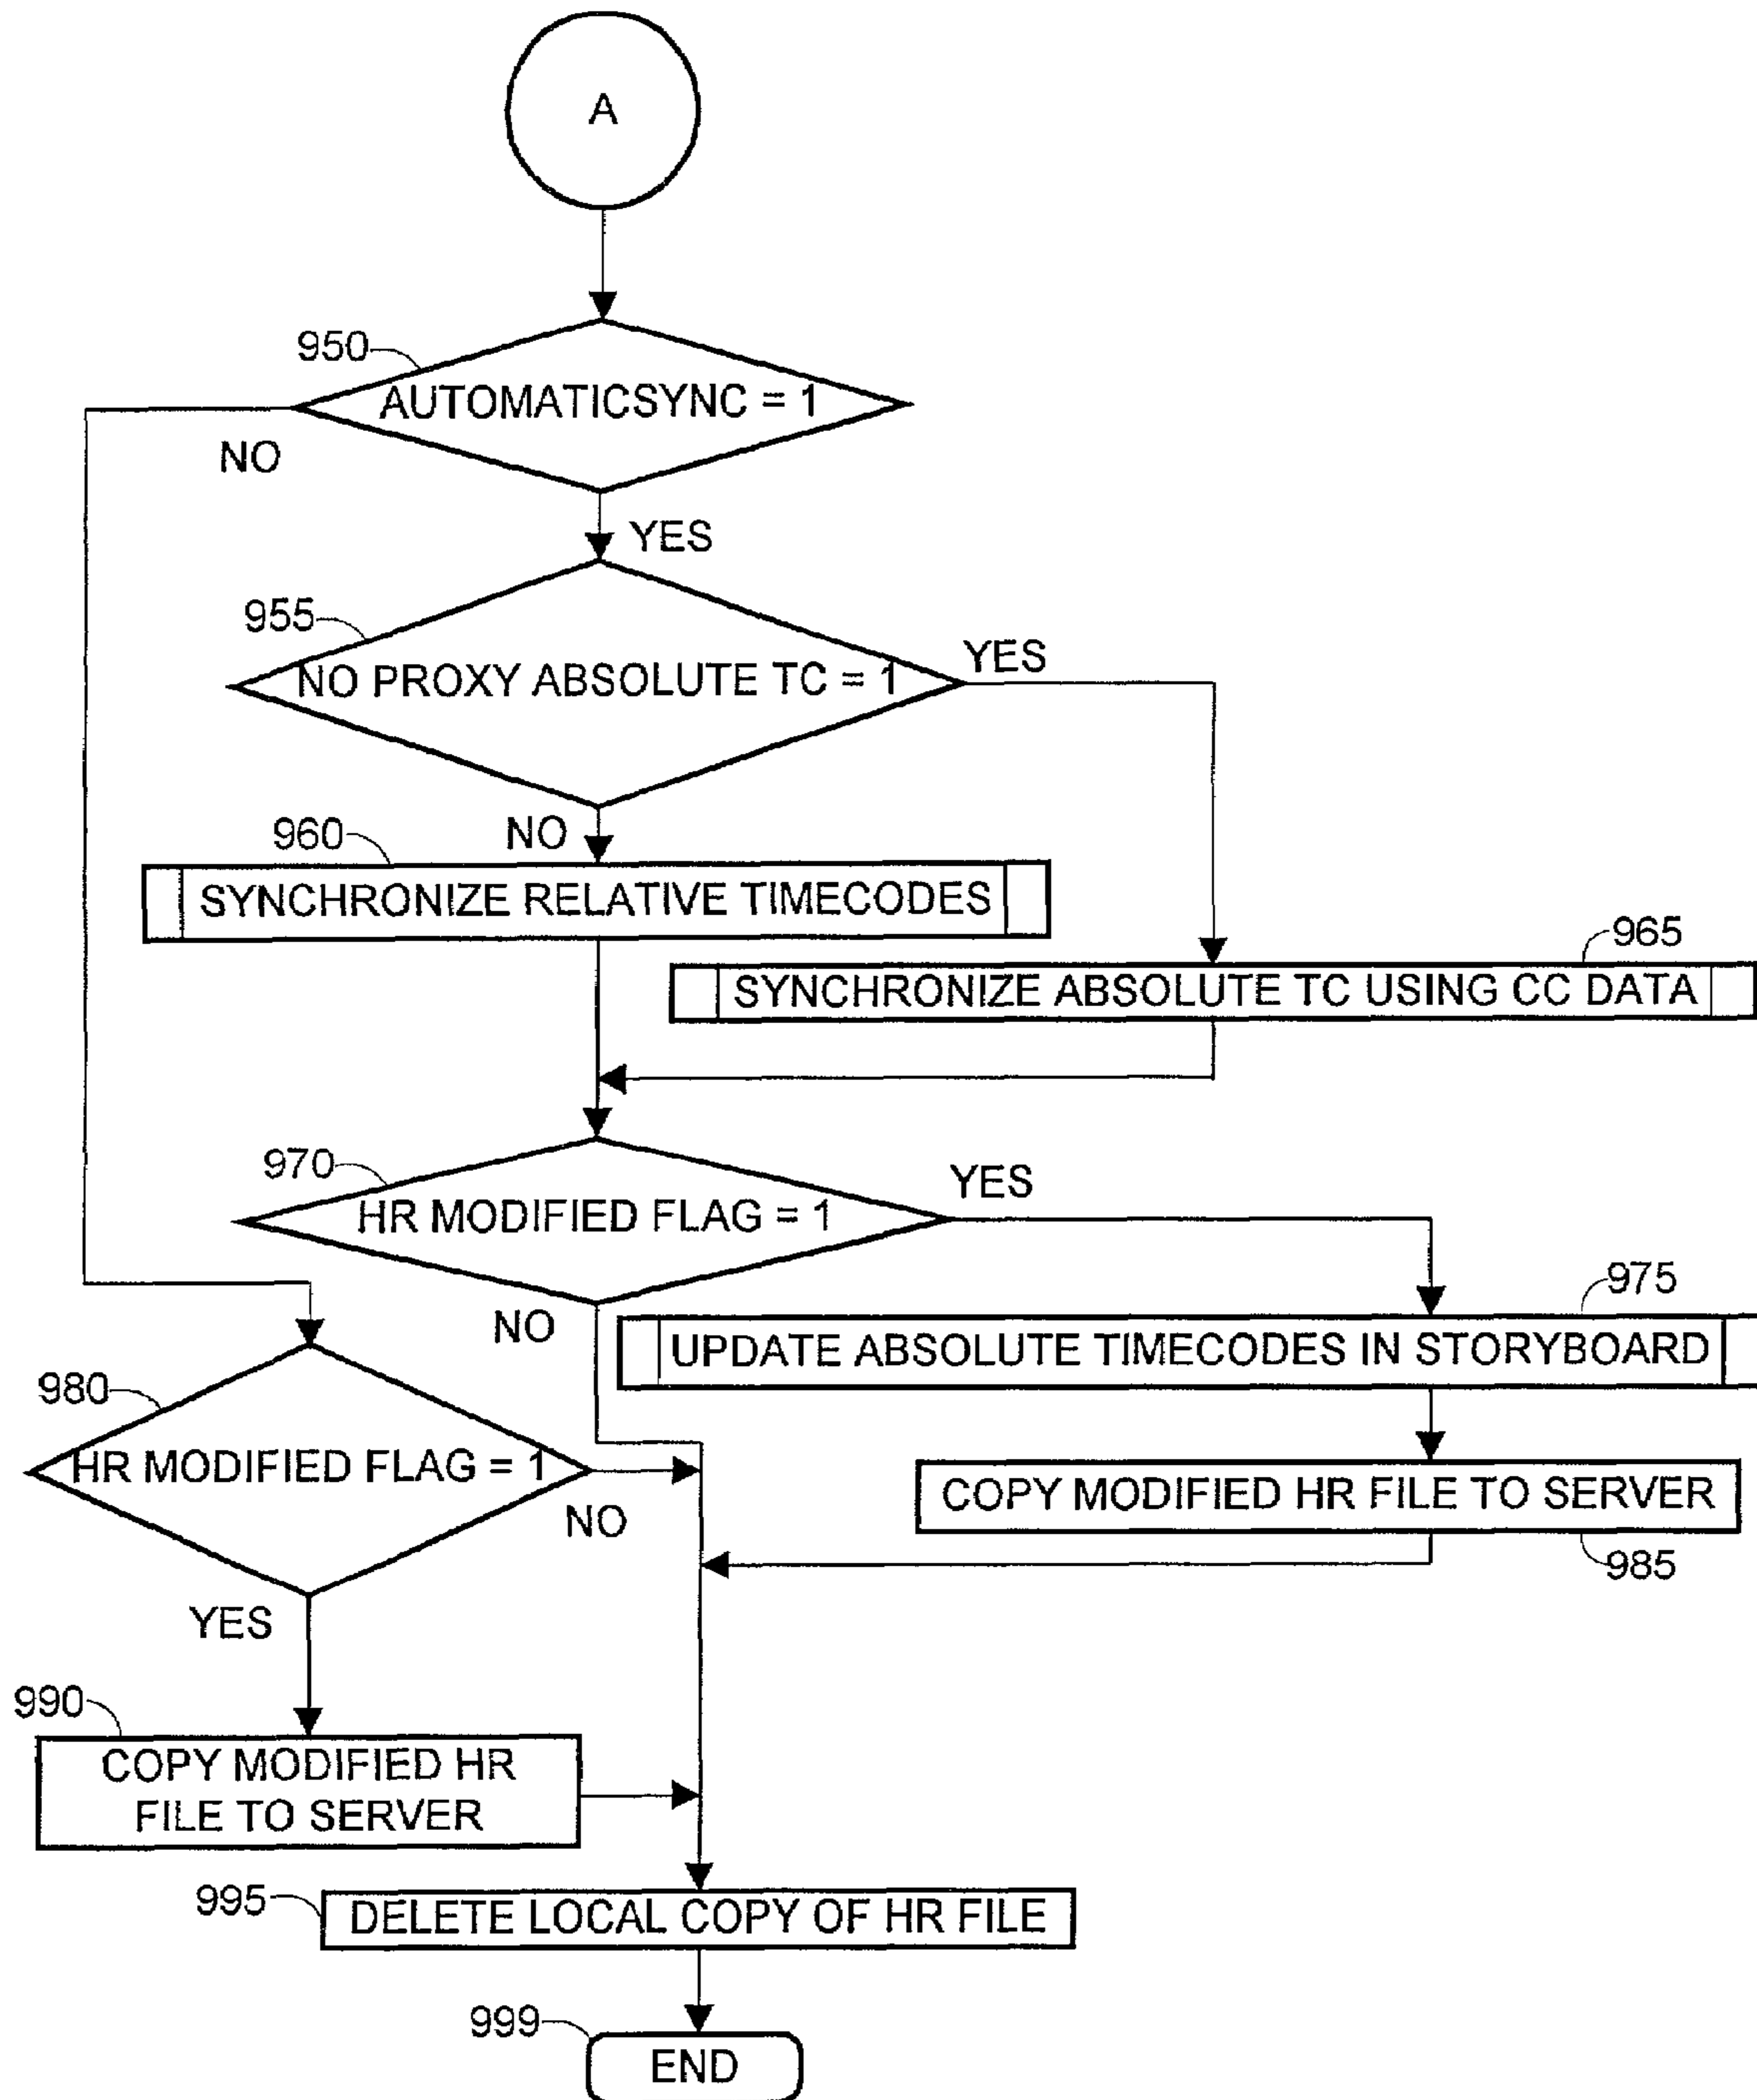 A
950
AUTOMATICSYNC = 1
NO
YES
955
NO PROXY ABSOLUTE TC = 1
YES
NO
960
SYNCHRONIZE RELATIVE TIMECODES
965
SYNCHRONIZE ABSOLUTE TC USING CC DATA
970
HR MODIFIED FLAG = 1
YES
NO
975
UPDATE ABSOLUTE TIMECODES IN STORYBOARD
980
HR MODIFIED FLAG = 1
NO
YES
COPY MODIFIED HR FILE TO SERVER
985
990
COPY MODIFIED HR
FILE TO SERVER
995
DELETE LOCAL COPY OF HR FILE
999
END